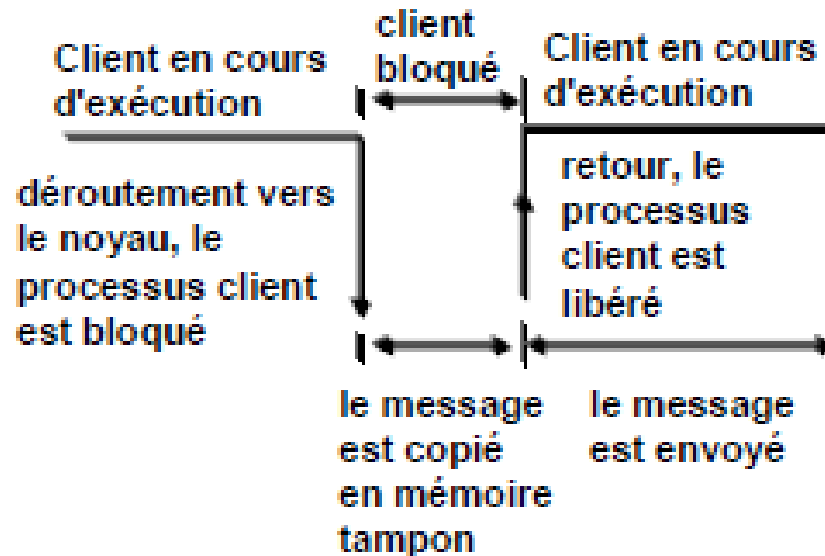 Client en cours
d'exécution
client
bloqué
Client en cours
d'exécution
déroutement vers
le noyau, le
processus client
est bloqué
retour, le
processus
client est
libéré
le message
est copié
en mémoire
tampon
le message
est envoyé